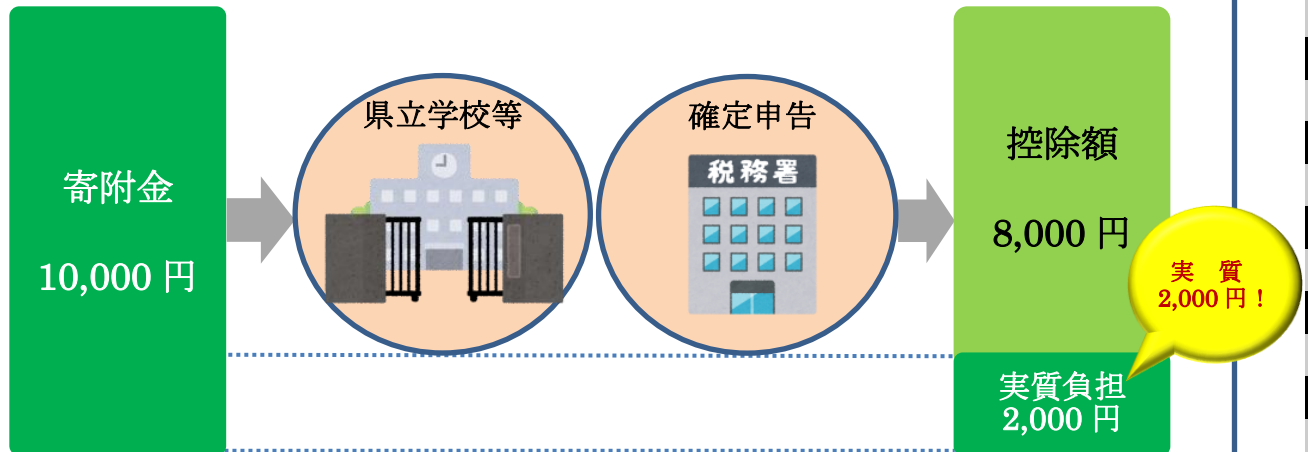 寄附金
10,000 円
県立学校等
確定申告
税務署
控除額
8,000 円
実　質
2,000 円！
実質負担
2,000 円